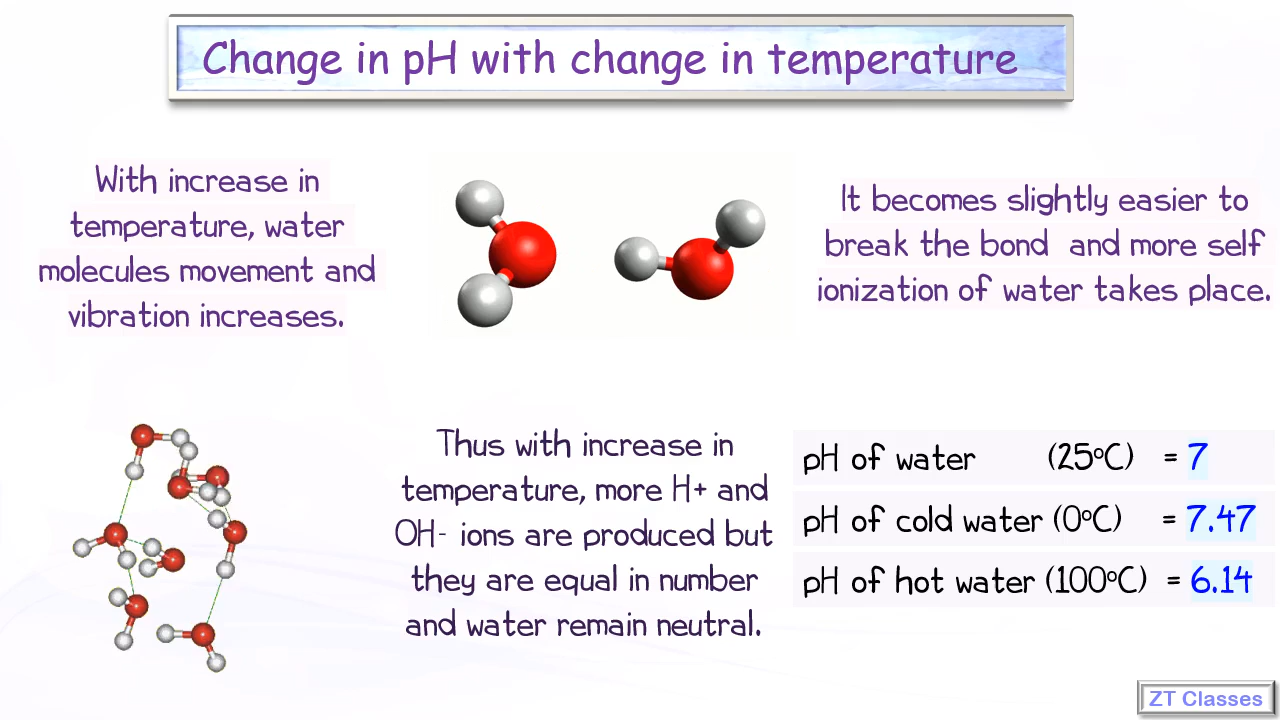 Change in pH with change in temperature
With increase in
temperature, water
molecules movement and
vibration increases.
It becomes slightly easier to
break the bond and more self
ionization of water takes place.
Thus with increase in
temperature, more H+ and
OH- ions are produced but
they are equal in number
and water remain neutral.
pH of water (25oC) = 7
pH of cold water (0oC) = 7.47
pH of hot water (100oC) = 6.14
ZT Classes